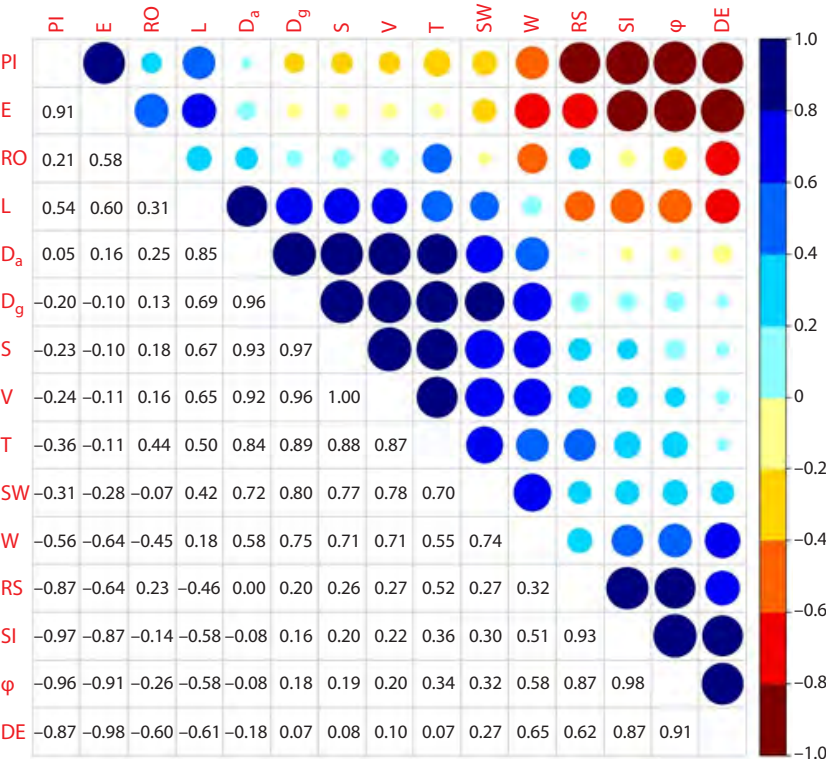 PI E RO L Da Dg S V T SW W RS SI φ DE
PI
E 0.91
RO 0.21 0.58
L 0.54 0.60 0.31
Da 0.05 0.16 0.25 0.85
Dg –0.20 –0.10 0.13 0.69 0.96
S –0.23 –0.10 0.18 0.67 0.93 0.97
V –0.24 –0.11 0.16 0.65 0.92 0.96 1.00
T –0.36 –0.11 0.44 0.50 0.84 0.89 0.88 0.87
SW –0.31 –0.28 –0.07 0.42 0.72 0.80 0.77 0.78 0.70
W –0.56 –0.64 –0.45 0.18 0.58 0.75 0.71 0.71 0.55 0.74
RS –0.87 –0.64 0.23 –0.46 0.00 0.20 0.26 0.27 0.52 0.27 0.32
SI –0.97 –0.87 –0.14 –0.58 –0.08 0.16 0.20 0.22 0.36 0.30 0.51 0.93
φ –0.96 –0.91 –0.26 –0.58 –0.08 0.18 0.19 0.20 0.34 0.32 0.58 0.87 0.98
DE –0.87 –0.98 –0.60 –0.61 –0.18 0.07 0.08 0.10 0.07 0.27 0.65 0.62 0.87 0.91
1.0
0.8
0.6
0.4
0.2
0
–0.2
–0.4
–0.6
–0.8
–1.0